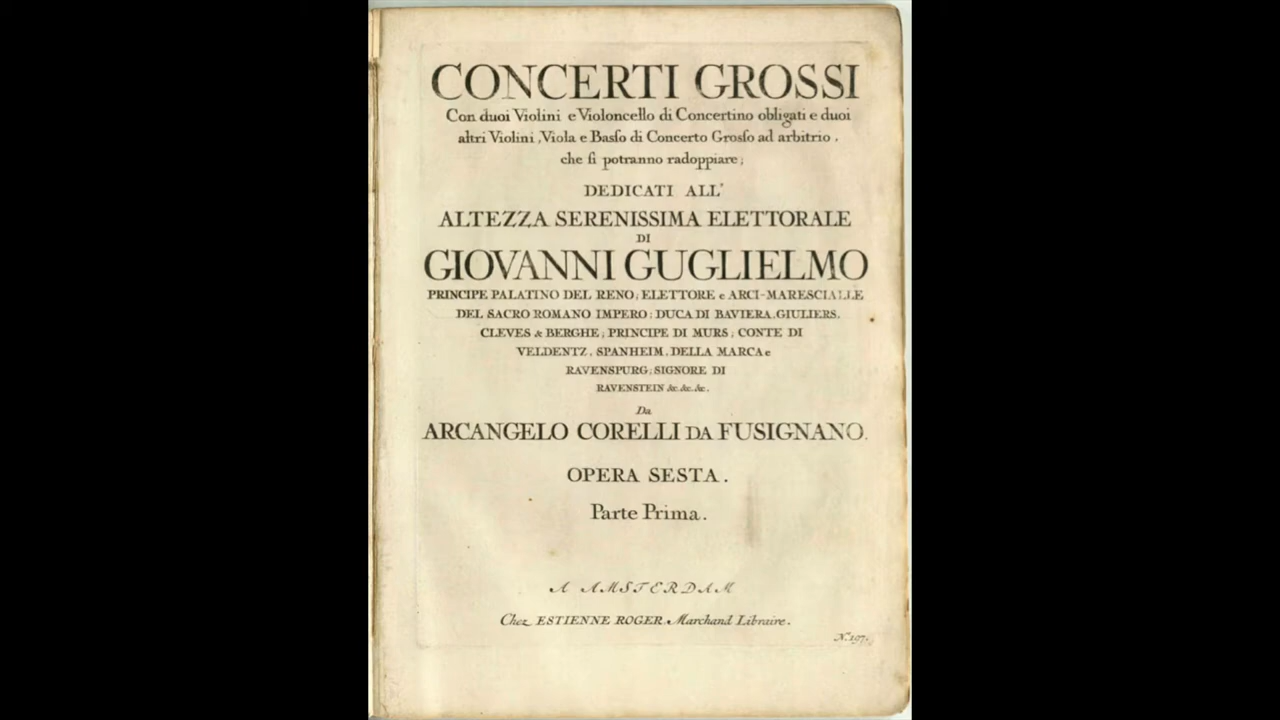 CONCERTI GROSSI
Con duoi Violini e Violoncello di Concertino obligati e duoi
altri Violini, Viola e Basſo di Concerto Grosſo ad arbitrio,
che ſi potranno radoppiare;
DEDICATI ALL'
ALTEZZA SERENISSIMA ELETTORALE
DI
GIOVANNI GUGLIELMO
PRINCIPE PALATINO DEL RENO; ELETTORE e ARCI-MARESCIALLE
DEL SACRO ROMANO IMPERO; DUCA DI BAVIERA, GIULIERS,
CLEVES & BERGHE; PRINCIPE DI MURS; CONTE DI
VELDENTZ, SPANHEIM, DELLA MARCA e
RAVENSPURG; SIGNORE DI
RAVENSTEIN &c. &c. &c.
Da
ARCANGELO CORELLI DA FUSIGNANO.
OPERA SESTA.
Parte Prima.
A AMSTERDAM
Chez ESTIENNE ROGER Marchand Libraire.
N.º 197.